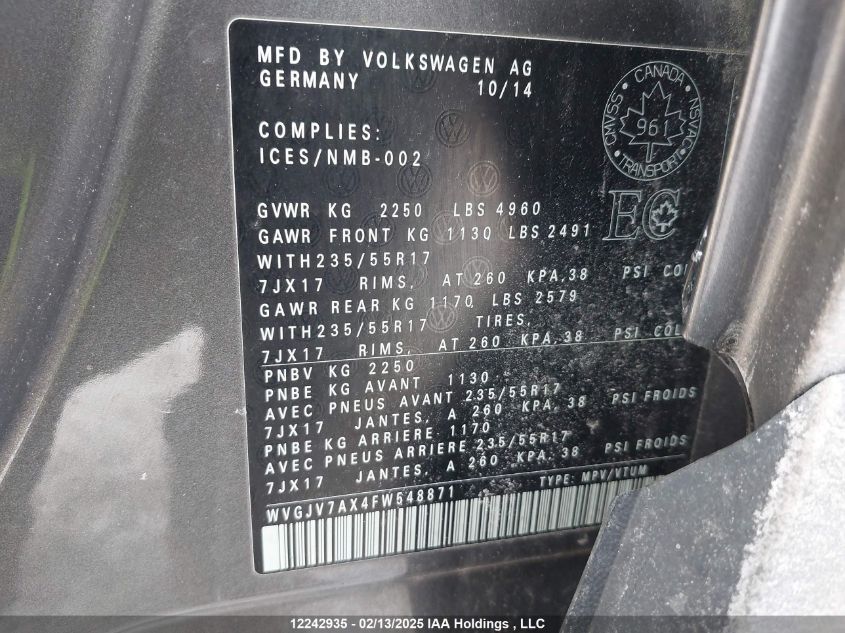 MFD BY VOLKSWAGEN AG
GERMANY 10/14
CANADA
CMVSS NSVAC
961
TRANSPORT
COMPLIES:
ICES/NMB-002
EC
GVWR KG 2250 LBS 4960
GAWR FRONT KG 1130 LBS 2491
WITH235/55R17
7JX17 RIMS, AT 260 KPA,38 PSI COL
GAWR REAR KG 1170 LBS 2579
WITH235/55R17 TIRES,
7JX17 RIMS, AT 260 KPA,38 PSI COL
PNBV KG 2250
PNBE KG AVANT 1130
AVEC PNEUS AVANT 235/55R17
7JX17 JANTES, A 260 KPA,38 PSI FROIDS
PNBE KG ARRIERE 1170
AVEC PNEUS ARRIERE 235/55R17
7JX17 JANTES, A 260 KPA,38 PSI FROIDS
WVGJV7AX4FW548871 TYPE: MPV/VTUM
12242935 - 02/13/2025 IAA Holdings , LLC